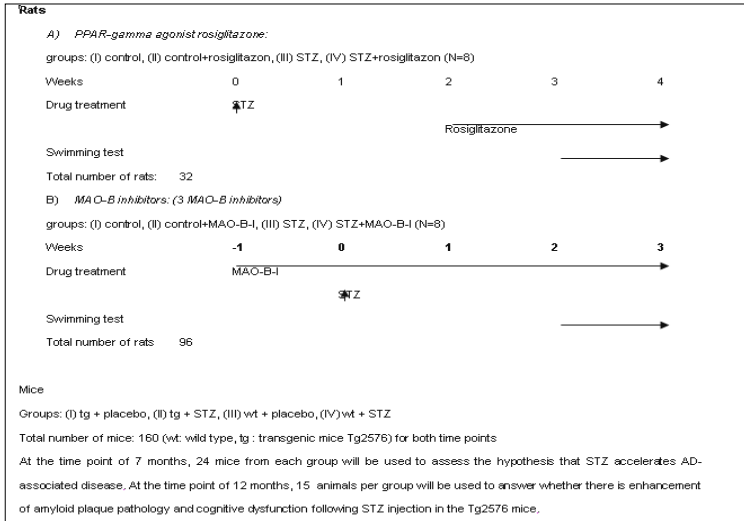 Rats
A) PPAR-gamma agonist rosiglitazone:
groups: (I) control, (II) control+rosiglitazon, (III) STZ, (IV) STZ+rosiglitazon (N=8)
Weeks 0 1 2 3 4
Drug treatment STZ
Rosiglitazone
Swimming test
Total number of rats: 32
B) MAO-B inhibitors: (3 MAO-B inhibitors)
groups: (I) control, (II) control+MAO-B-I, (III) STZ, (IV) STZ+MAO-B-I (N=8)
Weeks -1 0 1 2 3
Drug treatment MAO-B-I
STZ
Swimming test
Total number of rats 96
Mice
Groups: (I) tg + placebo, (II) tg + STZ, (III) wt + placebo, (IV) wt + STZ
Total number of mice: 160 (wt: wild type, tg : transgenic mice Tg2576) for both time points
At the time point of 7 months, 24 mice from each group will be used to assess the hypothesis that STZ accelerates AD-
associated disease. At the time point of 12 months, 15 animals per group will be used to answer whether there is enhancement
of amyloid plaque pathology and cognitive dysfunction following STZ injection in the Tg2576 mice.